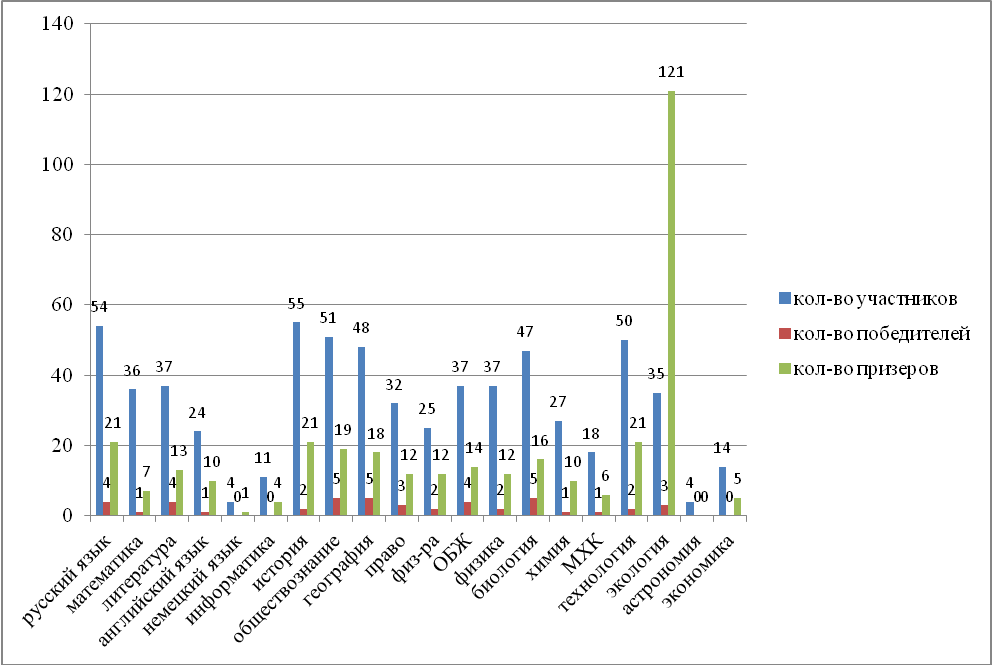 140
120
100
80
60
40
20
0
121
54 36 37 24 4 11 55 51 48 32 25 37 37 47 27 18 50 35 4 14
4 1 4 1 0 0 2 5 5 3 2 4 2 5 1 1 2 3 0 0
21 7 13 10 1 4 21 19 18 12 12 14 12 16 10 6 21 0 5
русский язык
математика
литература
английский язык
немецкий язык
информатика
история
обществознание
география
право
физ-ра
ОБЖ
физика
биология
химия
МХК
технология
экология
астрономия
экономика
кол-во участников
кол-во победителей
кол-во призеров